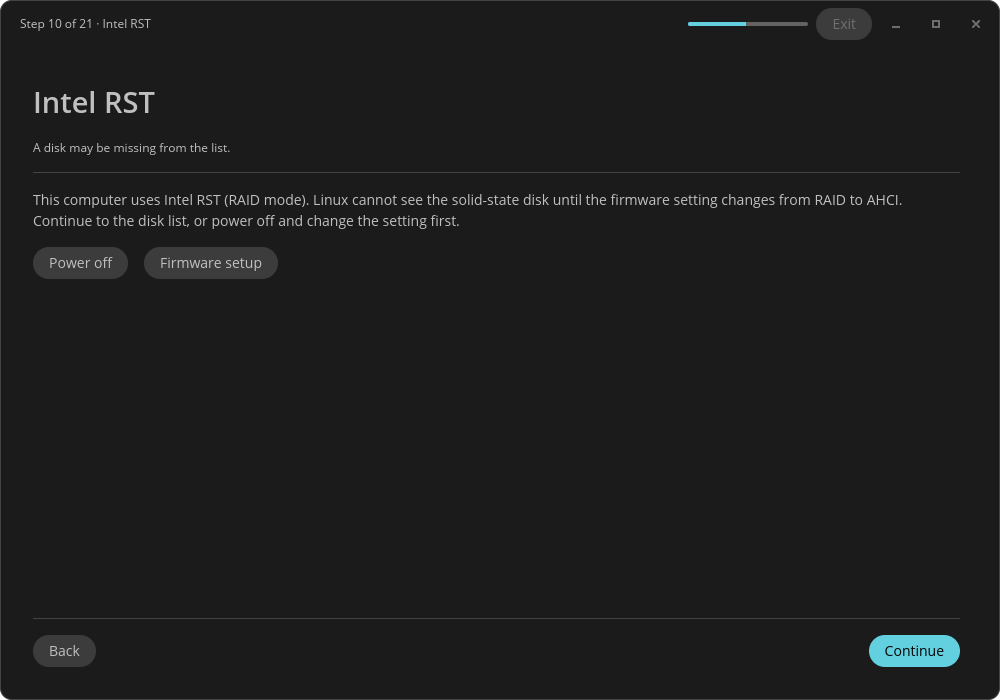 Step 10 of 21 · Intel RST
Exit
Intel RST
A disk may be missing from the list.
This computer uses Intel RST (RAID mode). Linux cannot see the solid-state disk until the firmware setting changes from RAID to AHCI.
Continue to the disk list, or power off and change the setting first.
Power off
Firmware setup
Back
Continue